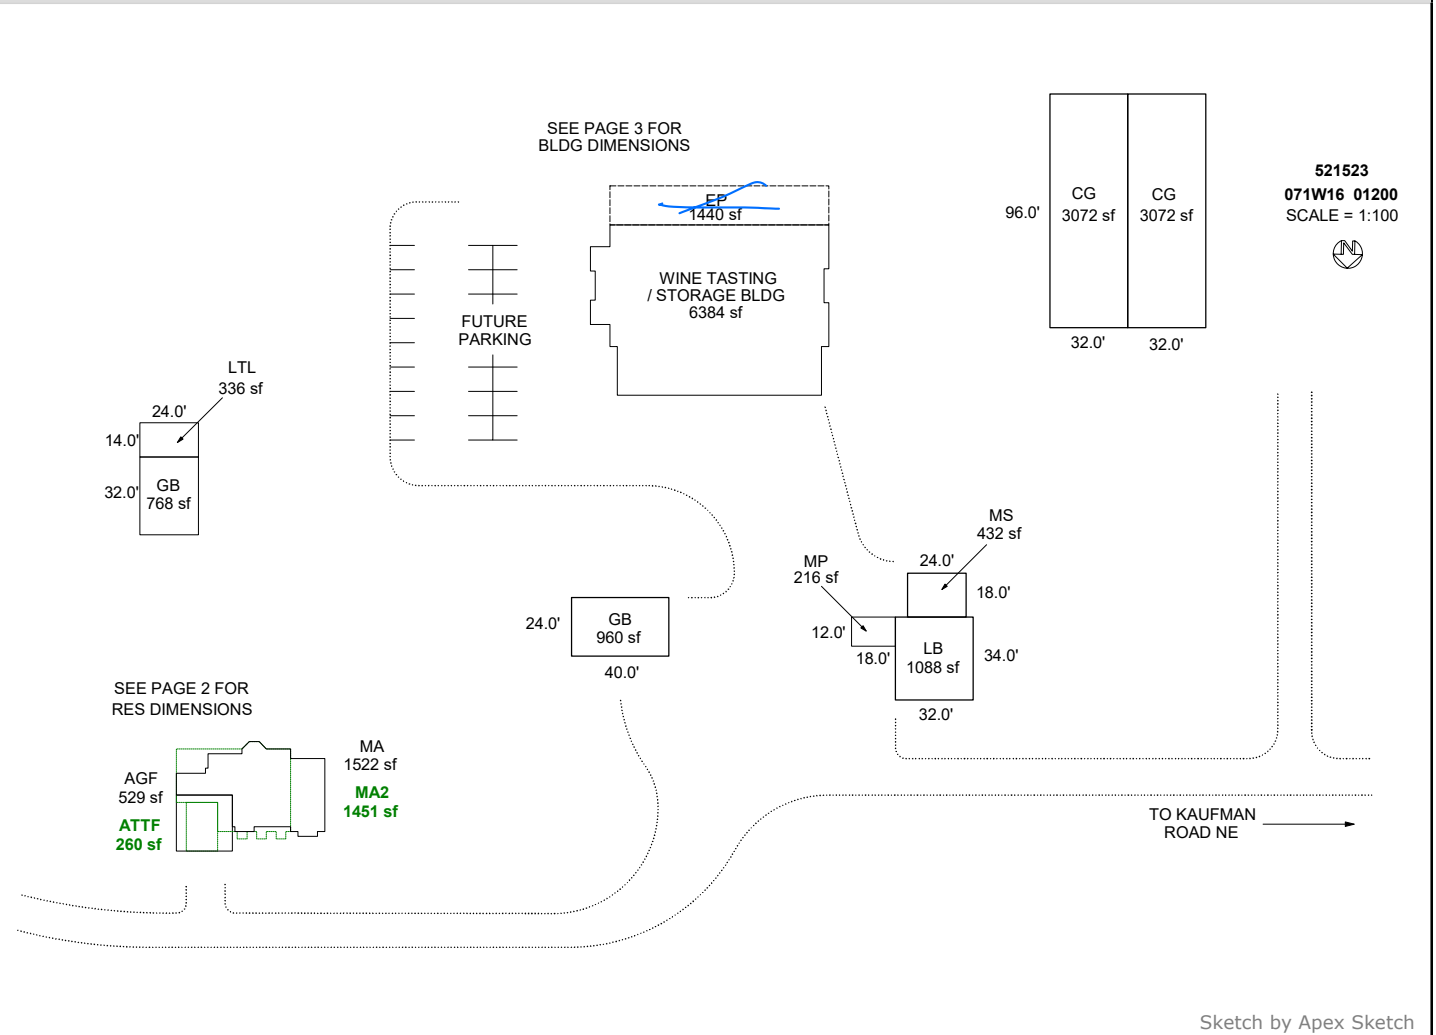 SEE PAGE 3 FOR
BLDG DIMENSIONS
EP
1440 sf
WINE TASTING
/ STORAGE BLDG
6384 sf
CG
3072 sf
CG
3072 sf
96.0'
32.0'
32.0'
521523
071W16 01200
SCALE = 1:100
N
FUTURE
PARKING
LTL
336 sf
24.0'
14.0'
32.0'
GB
768 sf
MS
432 sf
24.0'
18.0'
MP
216 sf
12.0'
18.0'
LB
1088 sf
34.0'
32.0'
24.0'
GB
960 sf
40.0'
SEE PAGE 2 FOR
RES DIMENSIONS
AGF
529 sf
ATTF
260 sf
MA
1522 sf
MA2
1451 sf
TO KAUFMAN
ROAD NE
Sketch by Apex Sketch